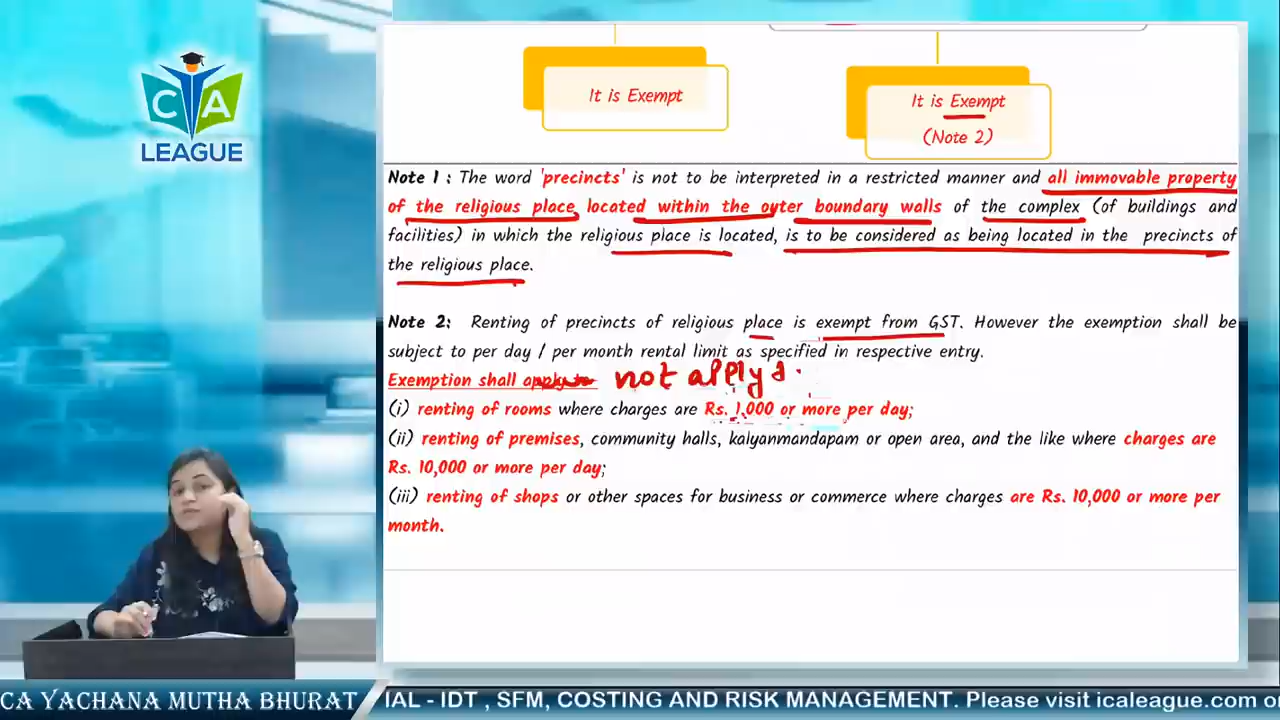 CA
LEAGUE
It is Exempt
It is Exempt
(Note 2)
Note 1 : The word 'precincts' is not to be interpreted in a restricted manner and all immovable property
of the religious place located within the outer boundary walls of the complex (of buildings and
facilities) in which the religious place is located, is to be considered as being located in the precincts of
the religious place.
Note 2: Renting of precincts of religious place is exempt from GST. However the exemption shall be
subject to per day / per month rental limit as specified in respective entry.
Exemption shall apply to not apply
(i) renting of rooms where charges are Rs. 1,000 or more per day;
(ii) renting of premises, community halls, kalyanmandapam or open area, and the like where charges are
Rs. 10,000 or more per day;
(iii) renting of shops or other spaces for business or commerce where charges are Rs. 10,000 or more per
month.
CA YACHANA MUTHA BHURAT
IAL - IDT , SFM, COSTING AND RISK MANAGEMENT. Please visit icaleague.com o